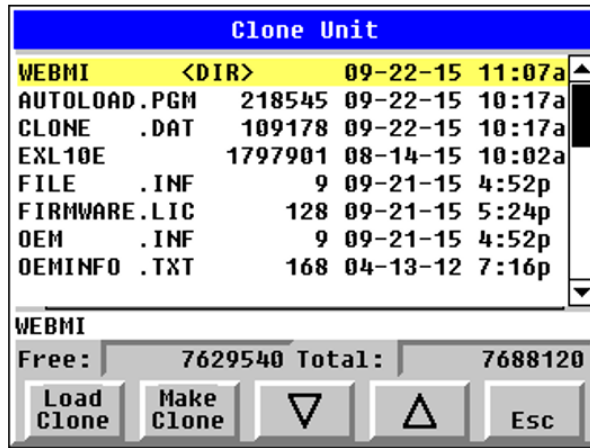 Clone Unit
WEBMI <DIR> 09-22-15 11:07a
AUTOLOAD.PGM 218545 09-22-15 10:17a
CLONE .DAT 109178 09-22-15 10:17a
EXL10E 1797901 08-14-15 10:02a
FILE .INF 9 09-21-15 4:52p
FIRMWARE.LIC 128 09-21-15 5:24p
OEM .INF 9 09-21-15 4:52p
OEMINFO .TXT 168 04-13-12 7:16p
WEBMI
Free: 7629540 Total: 7688120
Load Clone Make Clone Esc